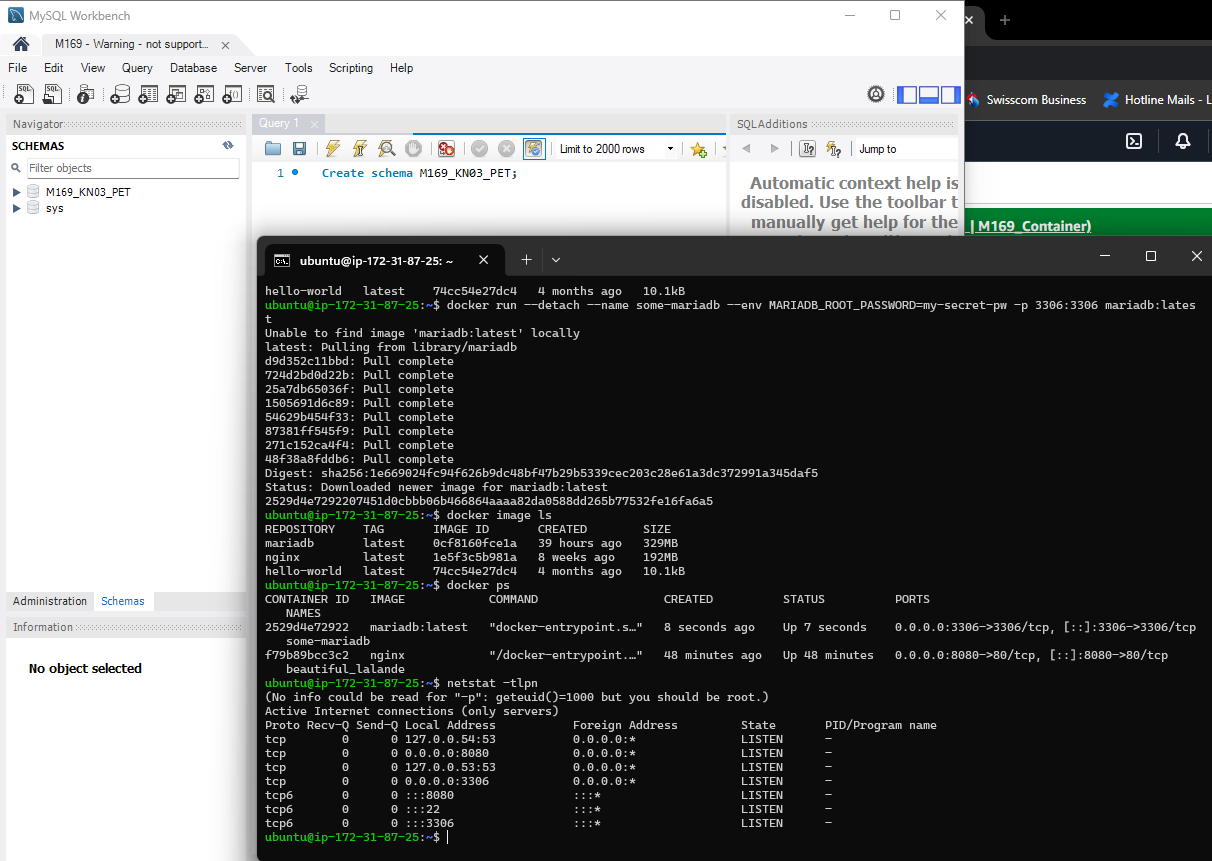 MySQL Workbench
M169 - Warning - not support...
File Edit View Query Database Server Tools Scripting Help
Swisscom Business
Hotline Mails - L
Navigator
SCHEMAS
Filter objects
M169_KN03_PET
sys
Query 1
Limit to 2000 rows
1 Create schema M169_KN03_PET;
SQLAdditions
Jump to
Automatic context help is
disabled. Use the toolbar t
manually get help for the
| M169_Container)
Administration Schemas
Information
No object selected
ubuntu@ip-172-31-87-25: ~
hello-world latest 74cc54e27dc4 4 months ago 10.1kB
ubuntu@ip-172-31-87-25:~$ docker run --detach --name some-mariadb --env MARIADB_ROOT_PASSWORD=my-secret-pw -p 3306:3306 mariadb:lates
t
Unable to find image 'mariadb:latest' locally
latest: Pulling from library/mariadb
d9d352c11bbd: Pull complete
724d2bd0d22b: Pull complete
25a7db65036f: Pull complete
1505691d6c89: Pull complete
54629b454f33: Pull complete
87381ff545f9: Pull complete
271c152ca4f4: Pull complete
48f38a8fddb6: Pull complete
Digest: sha256:1e669024fc94f626b9dc48bf47b29b5339cec203c28e61a3dc372991a345daf5
Status: Downloaded newer image for mariadb:latest
2529d4e7292207451d0cbbb06b466864aaaa82da0588dd265b77532fe16fa6a5
ubuntu@ip-172-31-87-25:~$ docker image ls
REPOSITORY TAG IMAGE ID CREATED SIZE
mariadb latest 0cf8160fce1a 39 hours ago 329MB
nginx latest 1e5f3c5b981a 8 weeks ago 192MB
hello-world latest 74cc54e27dc4 4 months ago 10.1kB
ubuntu@ip-172-31-87-25:~$ docker ps
CONTAINER ID IMAGE COMMAND CREATED STATUS PORTS
NAMES
2529d4e72922 mariadb:latest "docker-entrypoint.s…" 8 seconds ago Up 7 seconds 0.0.0.0:3306->3306/tcp, [::]:3306->3306/tcp
some-mariadb
f79b89bcc3c2 nginx "/docker-entrypoint.…" 48 minutes ago Up 48 minutes 0.0.0.0:8080->80/tcp, [::]:8080->80/tcp
beautiful_lalande
ubuntu@ip-172-31-87-25:~$ netstat -tlpn
(No info could be read for "-p": geteuid()=1000 but you should be root.)
Active Internet connections (only servers)
Proto Recv-Q Send-Q Local Address Foreign Address State PID/Program name
tcp 0 0 127.0.0.54:53 0.0.0.0:* LISTEN -
tcp 0 0 0.0.0.0:8080 0.0.0.0:* LISTEN -
tcp 0 0 127.0.0.53:53 0.0.0.0:* LISTEN -
tcp 0 0 0.0.0.0:3306 0.0.0.0:* LISTEN -
tcp6 0 0 :::8080 :::* LISTEN -
tcp6 0 0 :::22 :::* LISTEN -
tcp6 0 0 :::3306 :::* LISTEN -
ubuntu@ip-172-31-87-25:~$